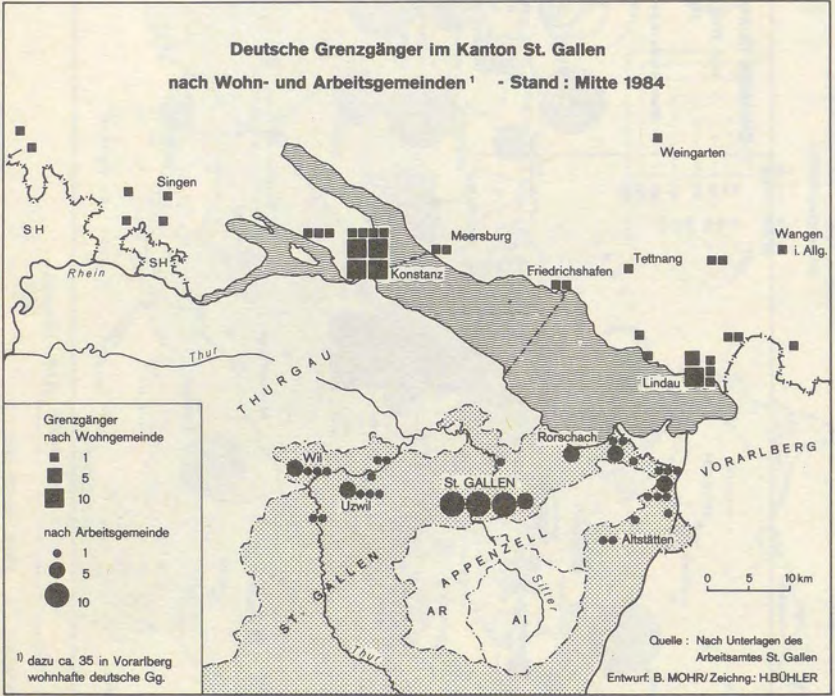 Deutsche Grenzgänger im Kanton St. Gallen
nach Wohn- und Arbeitsgemeinden ¹ - Stand : Mitte 1984
Weingarten
Singen
SH
SH
Rhein
Meersburg
Konstanz
Friedrichshafen
Tettnang
Wangen
i. Allg.
Lindau
Thur
THURGAU
VORARLBERG
Rorschach
Wil
Uzwil
St. GALLEN
Altstätten
APPENZELL
ST. GALLEN
AR
AI
Sitter
Thur
Grenzgänger
nach Wohngemeinde
1
5
10
nach Arbeitsgemeinde
1
5
10
¹) dazu ca. 35 in Vorarlberg
wohnhafte deutsche Gg.
0 5 10 km
Quelle : Nach Unterlagen des
Arbeitsamtes St. Gallen
Entwurf: B. MOHR/ Zeichng.: H.BÜHLER